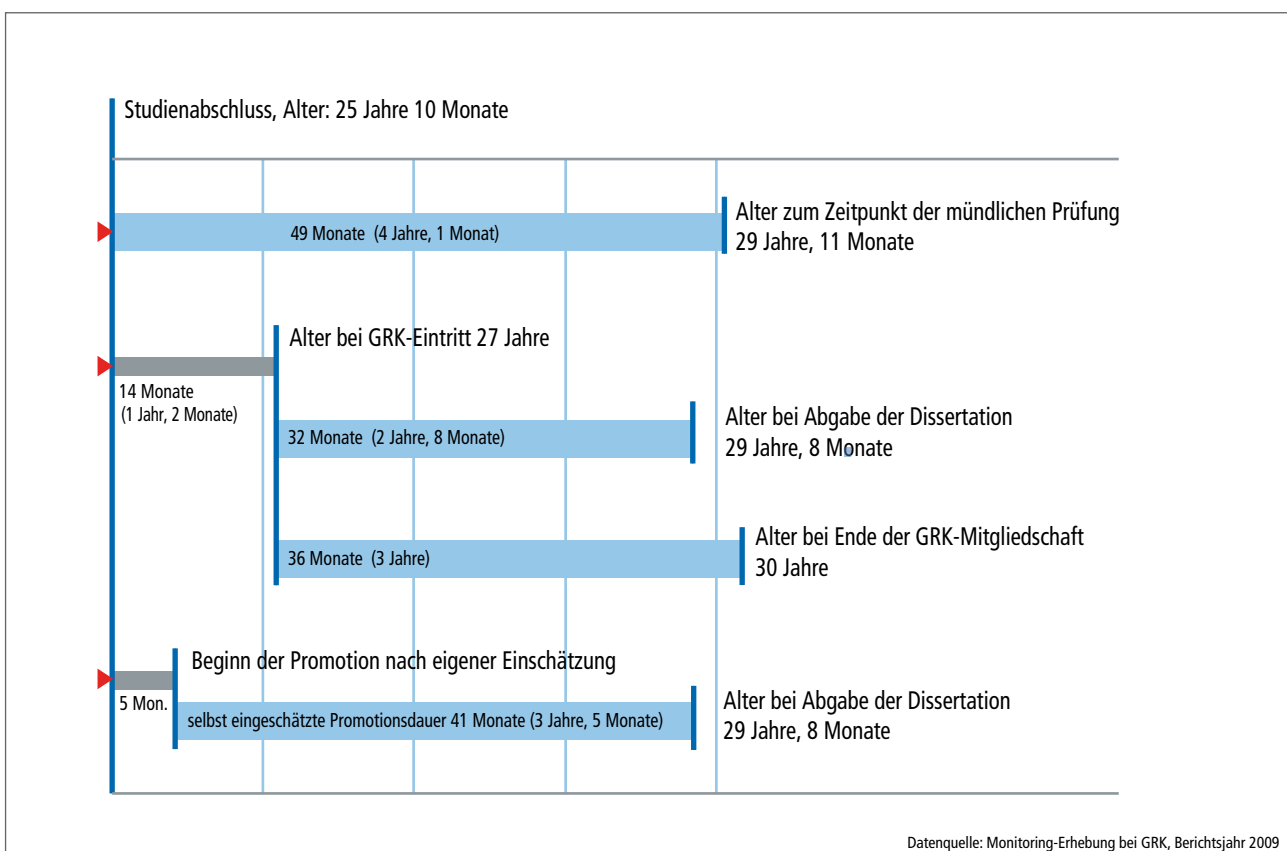 Studienabschluss, Alter: 25 Jahre 10 Monate
49 Monate (4 Jahre, 1 Monat)
Alter zum Zeitpunkt der mündlichen Prüfung
29 Jahre, 11 Monate
Alter bei GRK-Eintritt 27 Jahre
14 Monate
(1 Jahr, 2 Monate)
32 Monate (2 Jahre, 8 Monate)
Alter bei Abgabe der Dissertation
29 Jahre, 8 Monate
36 Monate (3 Jahre)
Alter bei Ende der GRK-Mitgliedschaft
30 Jahre
Beginn der Promotion nach eigener Einschätzung
5 Mon.
selbst eingeschätzte Promotionsdauer 41 Monate (3 Jahre, 5 Monate)
Alter bei Abgabe der Dissertation
29 Jahre, 8 Monate
Datenquelle: Monitoring-Erhebung bei GRK, Berichtsjahr 2009